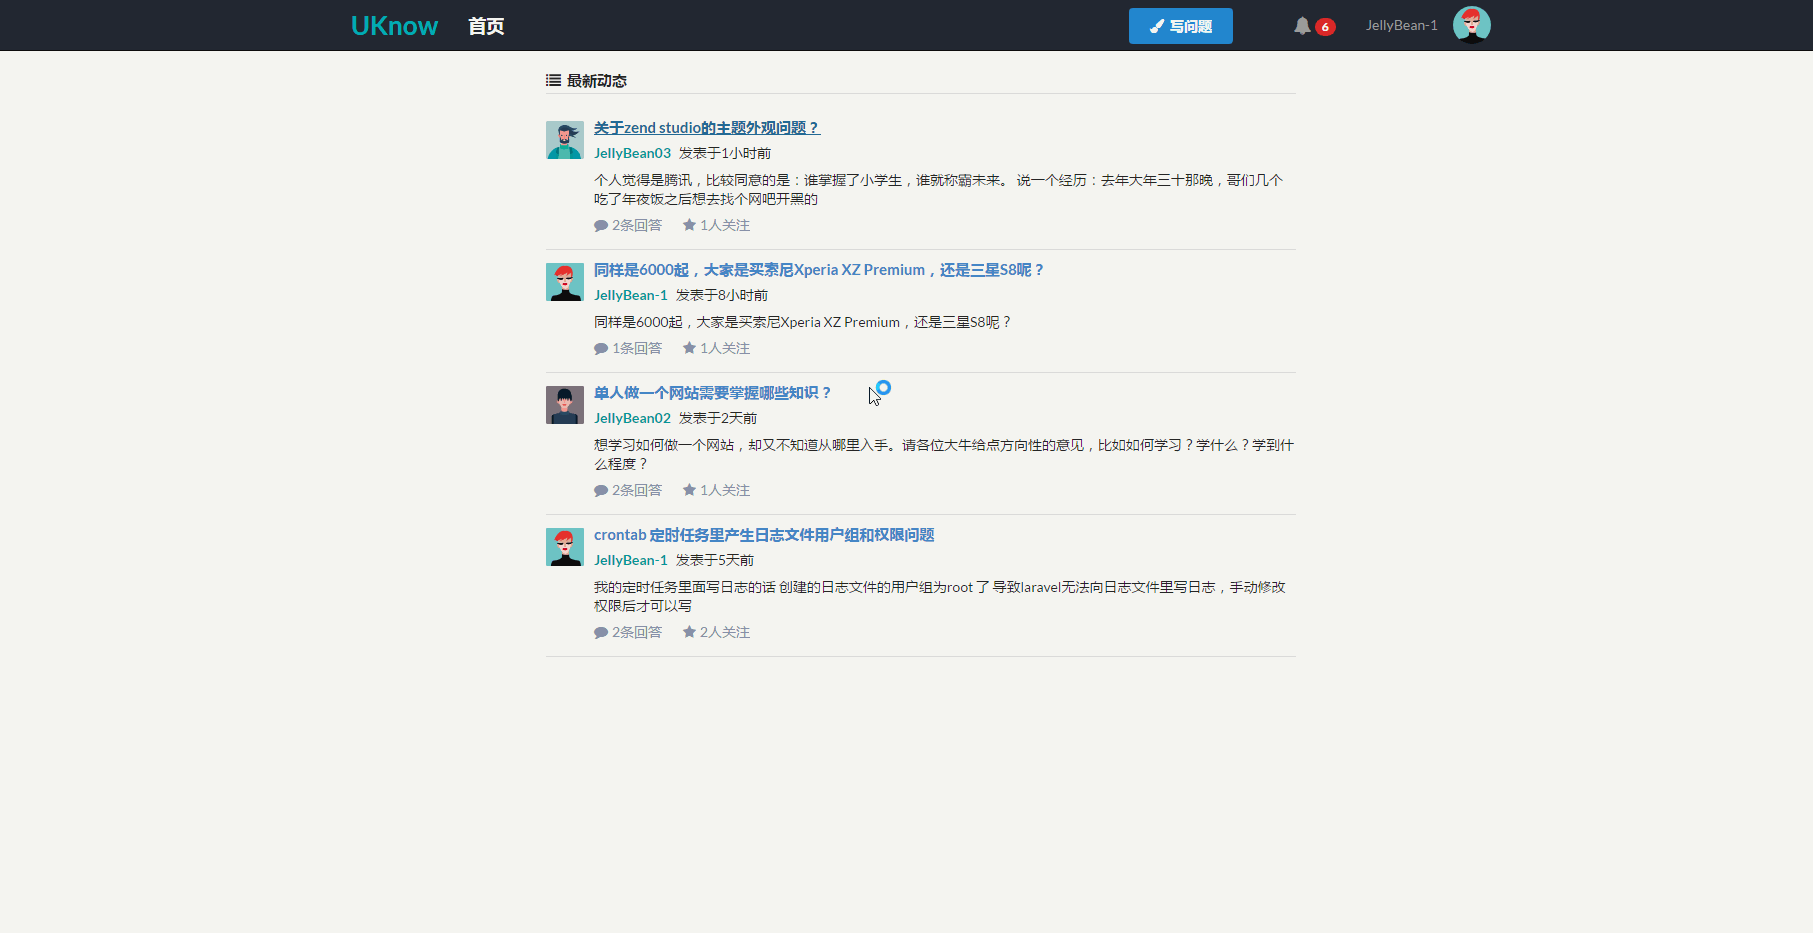 UKnow 首页 写问题 6 JellyBean-1
最新动态
关于zend studio的主题外观问题？
JellyBean03 发表于1小时前
个人觉得是腾讯，比较同意的是：谁掌握了小学生，谁就称霸未来。 说一个经历：去年大年三十那晚，哥们几个
吃了年夜饭之后想去找个网吧开黑的
2条回答 1人关注
同样是6000起，大家是买索尼Xperia XZ Premium，还是三星S8呢？
JellyBean-1 发表于8小时前
同样是6000起，大家是买索尼Xperia XZ Premium，还是三星S8呢？
1条回答 1人关注
单人做一个网站需要掌握哪些知识？
JellyBean02 发表于2天前
想学习如何做一个网站，却又不知道从哪里入手。请各位大牛给点方向性的意见，比如如何学习？学什么？学到什
么程度？
2条回答 1人关注
crontab 定时任务里产生日志文件用户组和权限问题
JellyBean-1 发表于5天前
我的定时任务里面写日志的话 创建的日志文件的用户组为root 了 导致laravel无法向日志文件里写日志，手动修改
权限后才可以写
2条回答 2人关注